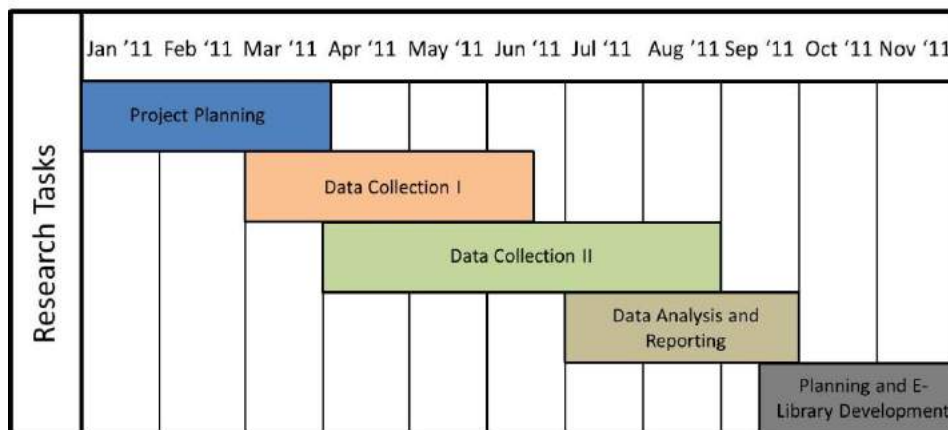 Jan '11 Feb '11 Mar '11 Apr '11 May '11 Jun '11 Jul '11 Aug '11 Sep '11 Oct '11 Nov '11
Research Tasks
Project Planning
Data Collection I
Data Collection II
Data Analysis and
Reporting
Planning and E-
Library Development